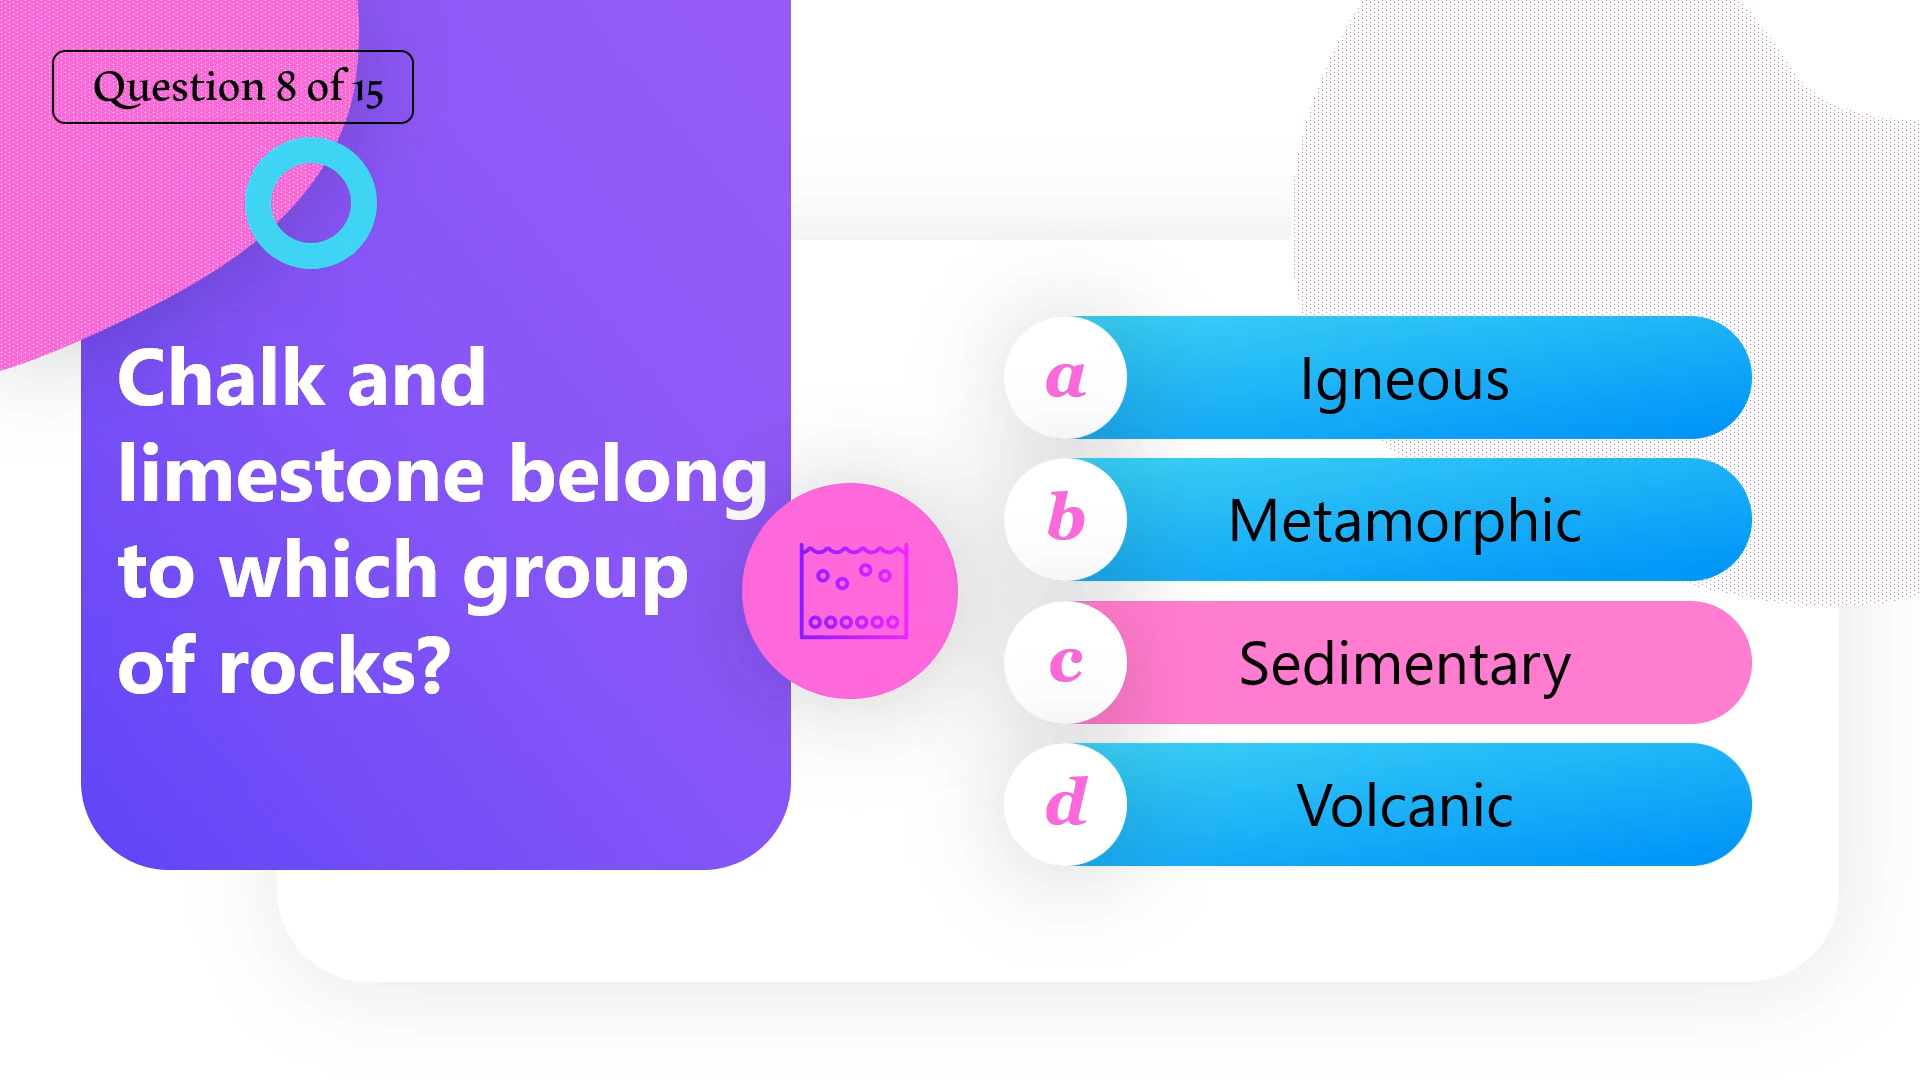 Question 8 of 15
Chalk and
limestone belong
to which group
of rocks?
a Igneous
b Metamorphic
c Sedimentary
d Volcanic